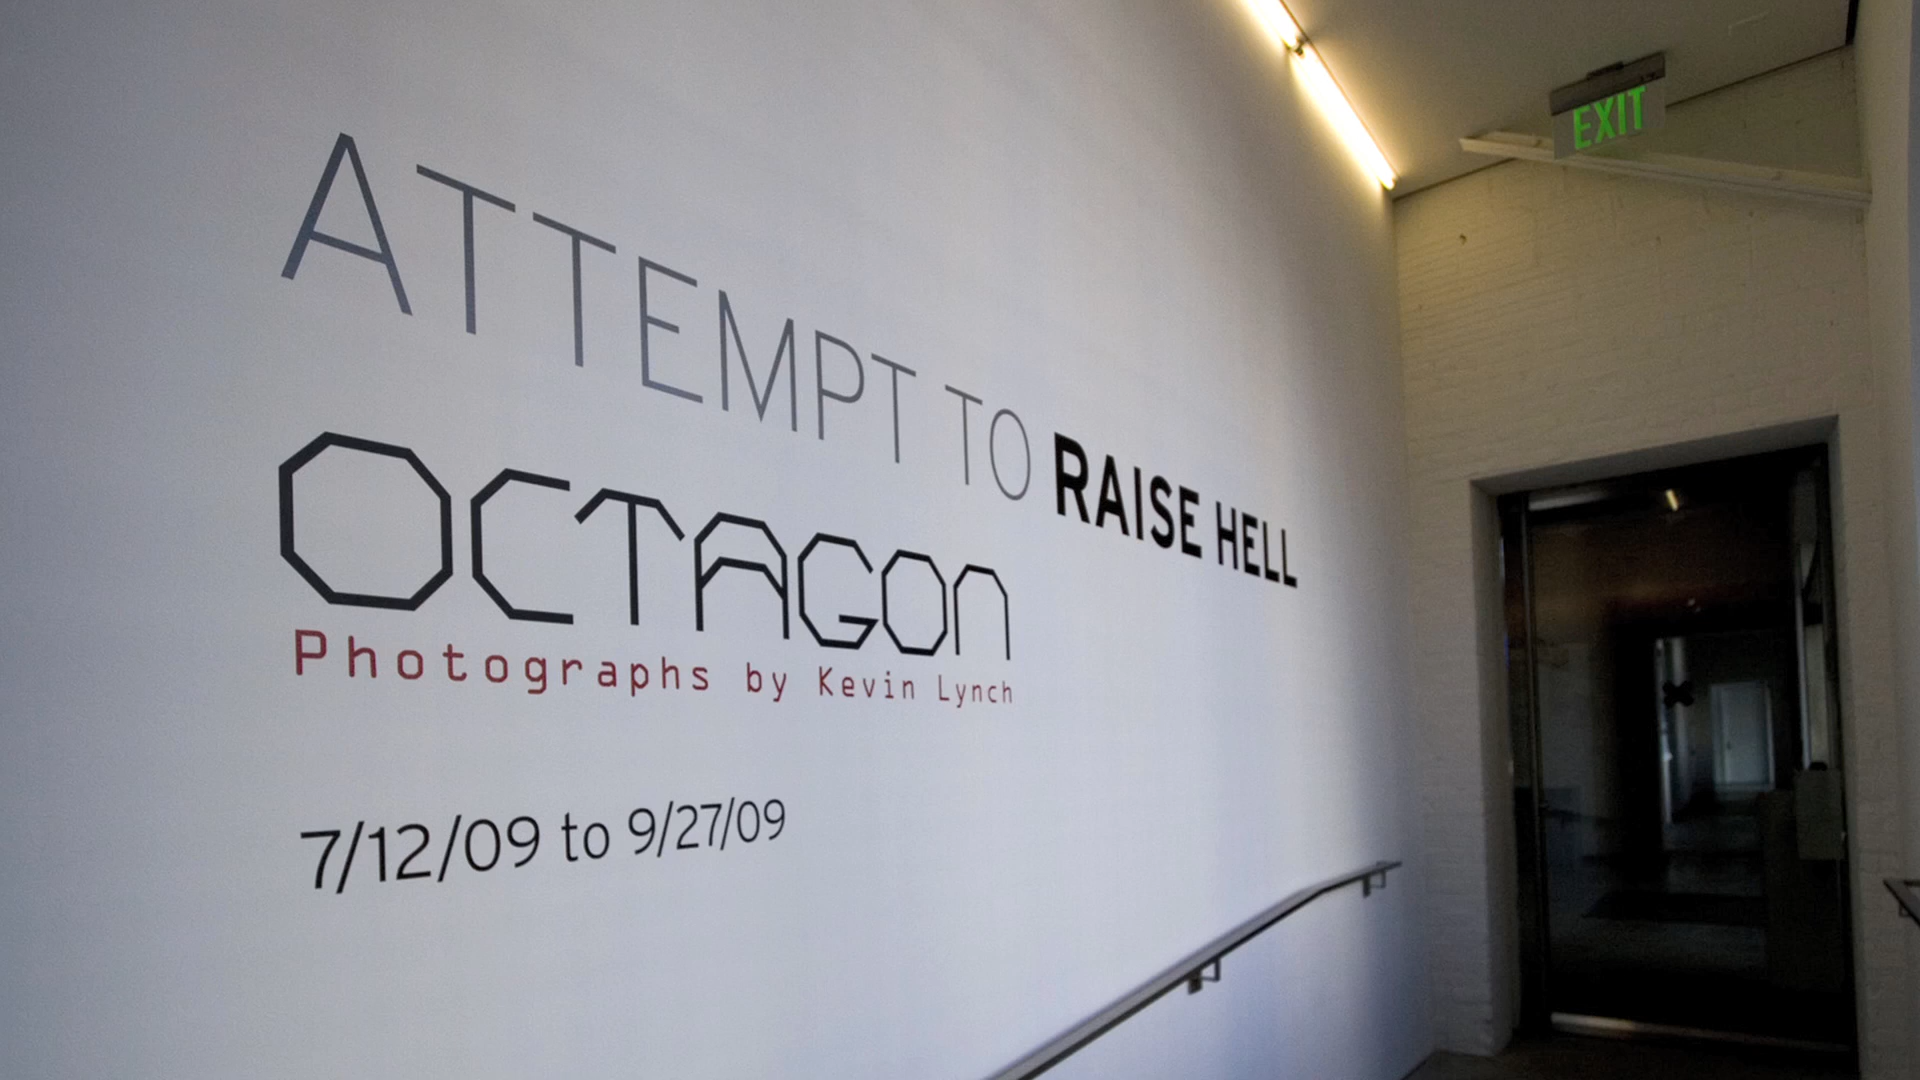 ATTEMPT TO RAISE HELL
OCTAGON
Photographs by Kevin Lynch
7/12/09 to 9/27/09
EXIT